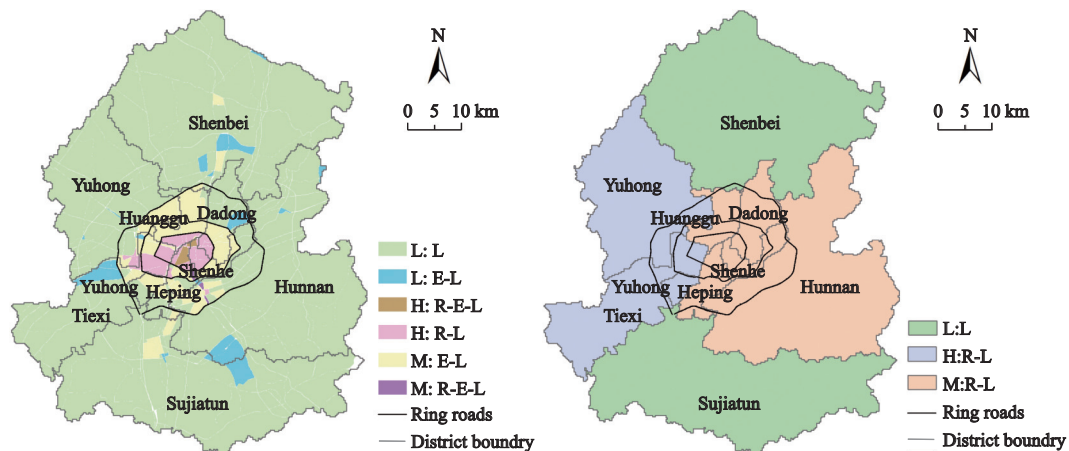 N
0 5 10 km
Shenbei
Yuhong
Huanggu
Dadong
Shenhe
Yuhong
Heping
Hunnan
Tiexi
Sujiatun
L: L
L: E-L
H: R-E-L
H: R-L
M: E-L
M: R-E-L
Ring roads
District boundry
N
0 5 10 km
Shenbei
Yuhong
Huanggu
Dadong
Shenhe
Yuhong
Heping
Hunnan
Tiexi
Sujiatun
L:L
H:R-L
M:R-L
Ring roads
District boundry